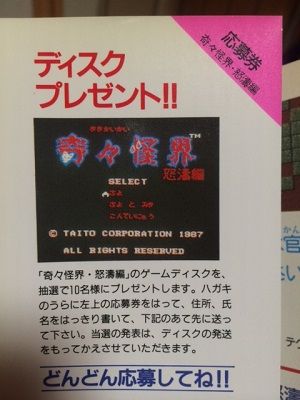 応募券
奇々怪界・怒濤編
ディスク
プレゼント!!
ききかいかい
奇々怪界™
怒濤編
SELECT
さよ
さよ と みき
こんてぃにゅう
© TAITO CORPORATION 1987
ALL RIGHTS RESERVED
「奇々怪界・怒濤編」のゲームディスクを、
抽選で10名様にプレゼントします。ハガキ
のうらに左上の応募券をはって、住所、氏
名をはっきり書いて、下記のあて先に送っ
て下さい。当選の発表は、ディスクの発送
をもってかえさせていただきます。
どんどん応募してね!!